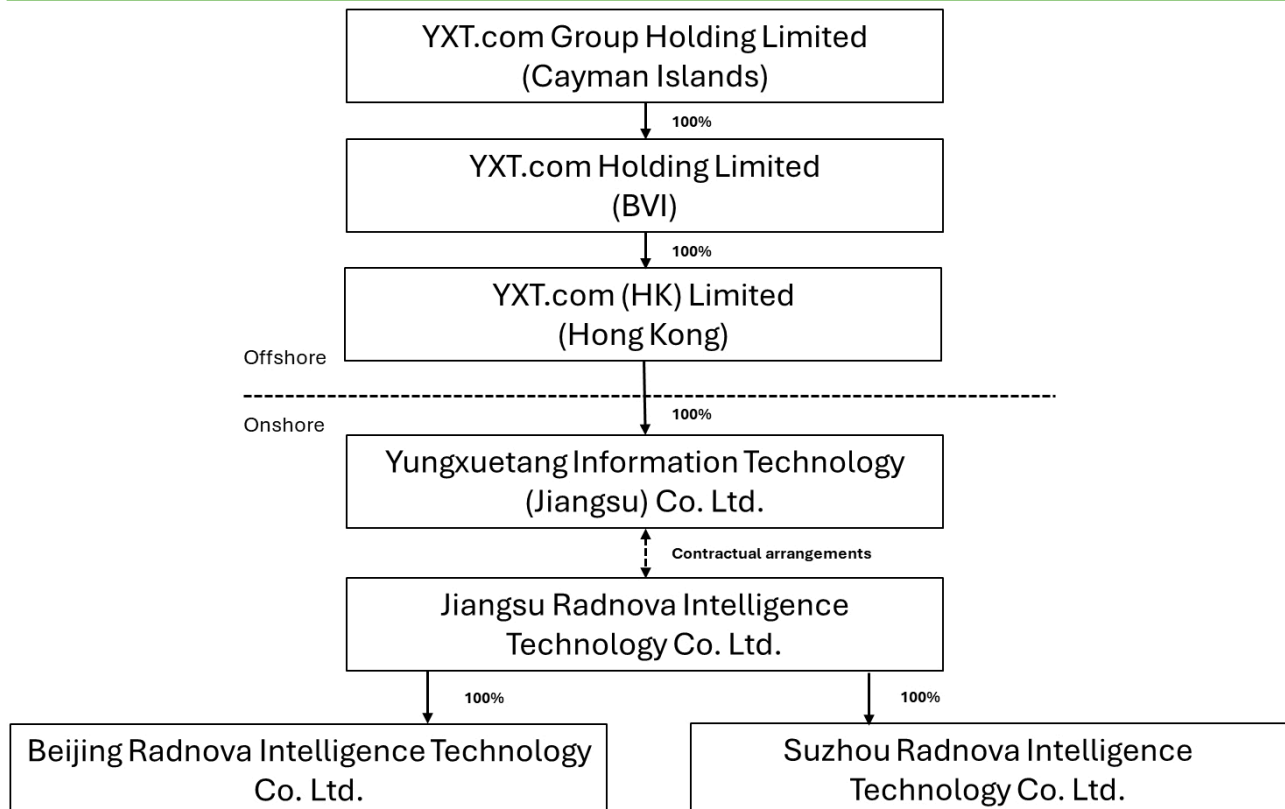 YXT.com Group Holding Limited
(Cayman Islands)
100%
YXT.com Holding Limited
(BVI)
100%
YXT.com (HK) Limited
(Hong Kong)
Offshore
100%
Onshore
Yungxuetang Information Technology
(Jiangsu) Co. Ltd.
Contractual arrangements
Jiangsu Radnova Intelligence
Technology Co. Ltd.
100%
100%
Beijing Radnova Intelligence Technology
Co. Ltd.
Suzhou Radnova Intelligence
Technology Co. Ltd.